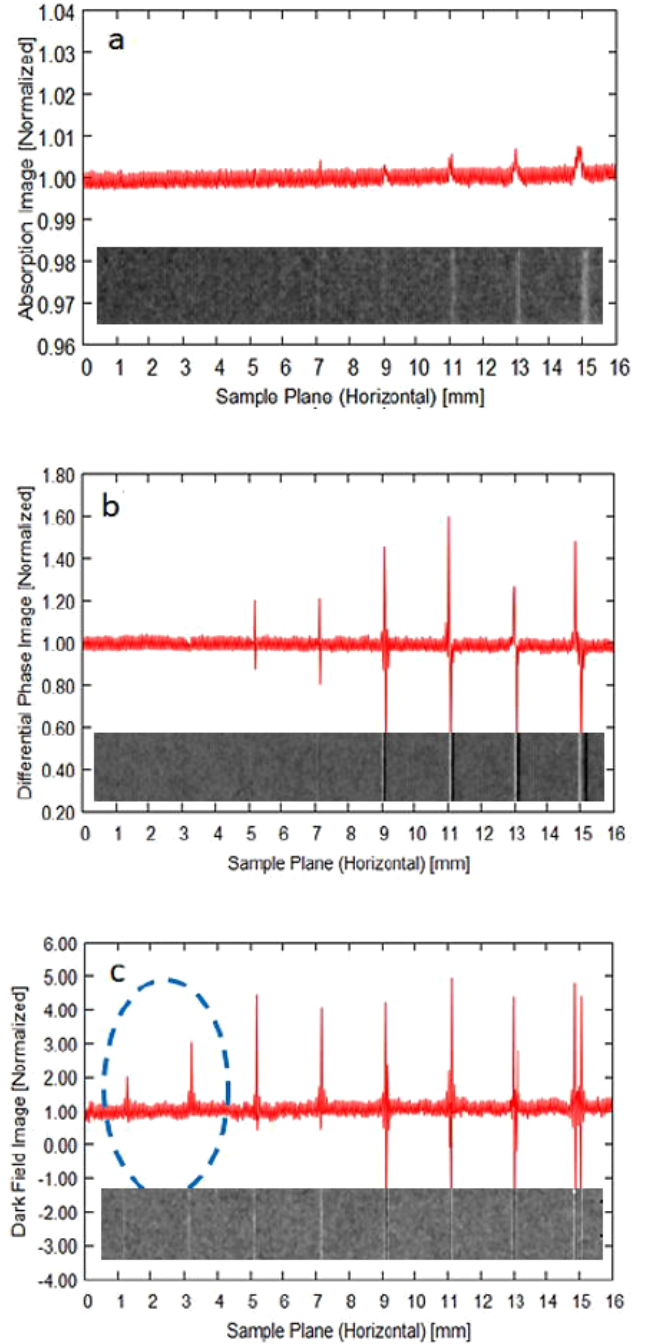 a
Absorption Image [Normalized]
1.04
1.03
1.02
1.01
1.00
0.99
0.98
0.97
0.96
0 1 2 3 4 5 6 7 8 9 10 11 12 13 14 15 16
Sample Plane (Horizontal) [mm]
b
Differential Phase Image [Normalized]
1.80
1.60
1.40
1.20
1.00
0.80
0.60
0.40
0.20
0 1 2 3 4 5 6 7 8 9 10 11 12 13 14 15 16
Sample Plane (Horizontal) [mm]
c
Dark Field Image [Normalized]
6.00
5.00
4.00
3.00
2.00
1.00
0.00
-1.00
-2.00
-3.00
-4.00
0 1 2 3 4 5 6 7 8 9 10 11 12 13 14 15 16
Sample Plane (Horizontal) [mm]